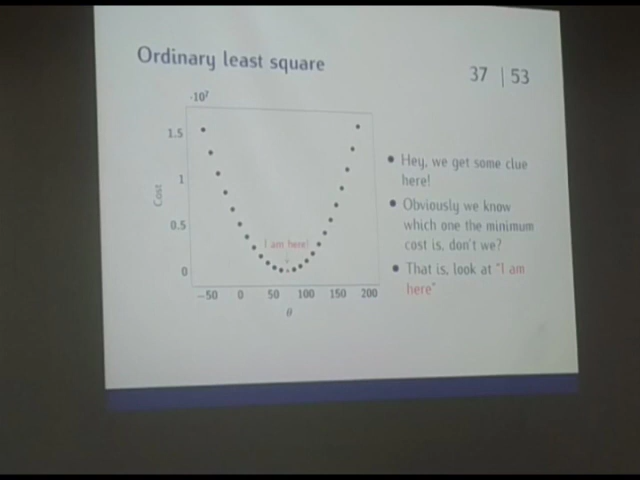 Ordinary least square
37 | 53
·10⁷
1.5
1
0.5
0
Cost
I am here!
−50 0 50 100 150 200
θ
• Hey, we get some clue
here!
• Obviously we know
which one the minimum
cost is, don't we?
• That is, look at "I am
here"